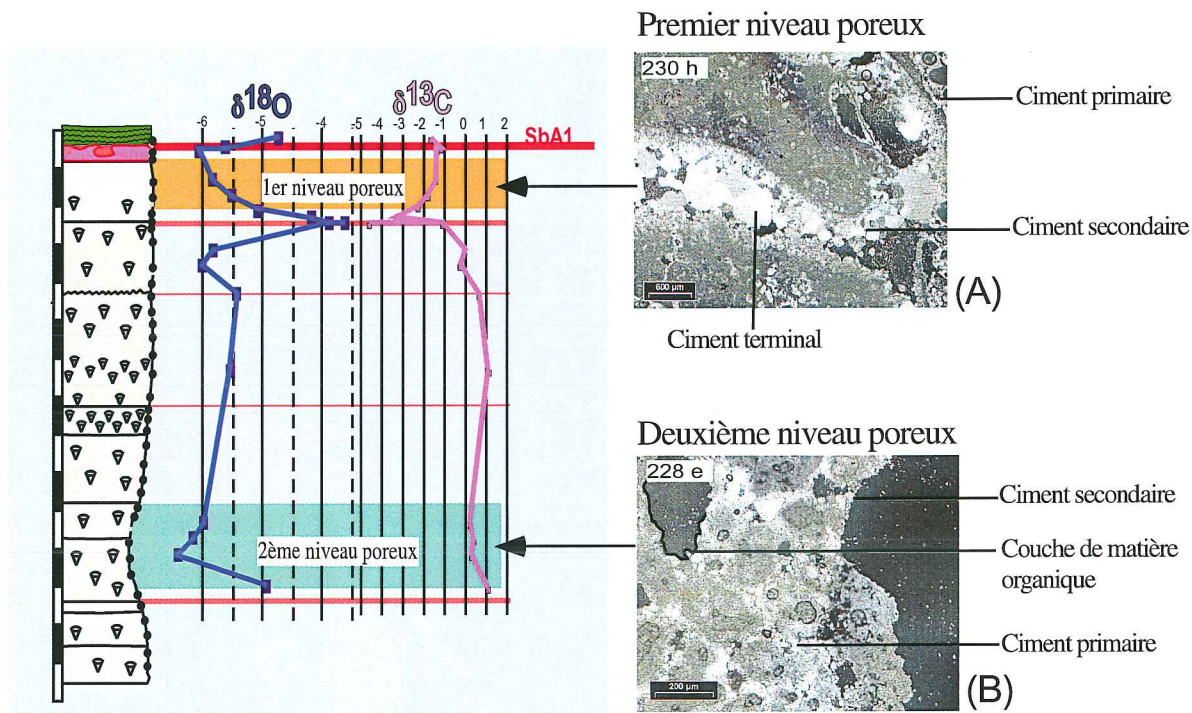 Premier niveau poreux
230 h
Ciment primaire
δ18O
δ13C
-6 -5 -4 -5 -4 -3 -2 -1 0 1 2
SbA1
1er niveau poreux
Ciment secondaire
600 µm
(A)
Ciment terminal
Deuxième niveau poreux
228 e
Ciment secondaire
2ème niveau poreux
Couche de matière
organique
Ciment primaire
200 µm
(B)